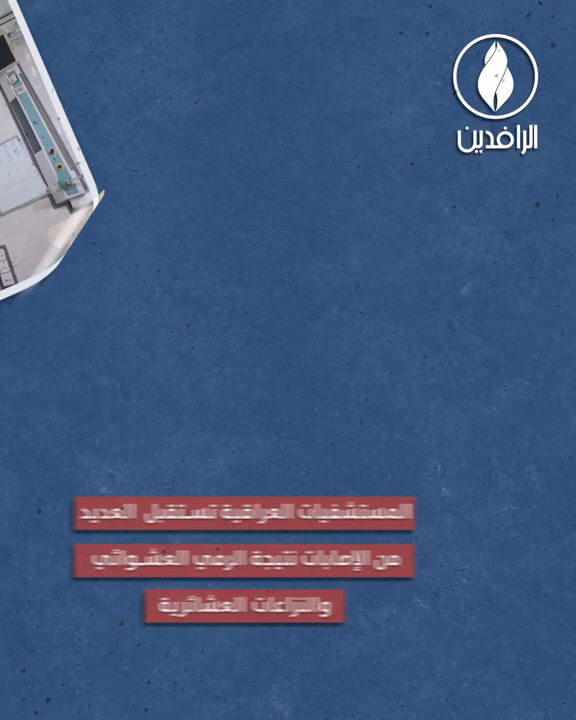 الرافدين
المستشفيات العراقية تستقبل العديد
من الإصابات نتيجة الرمي العشوائي
والنزاعات العشائرية